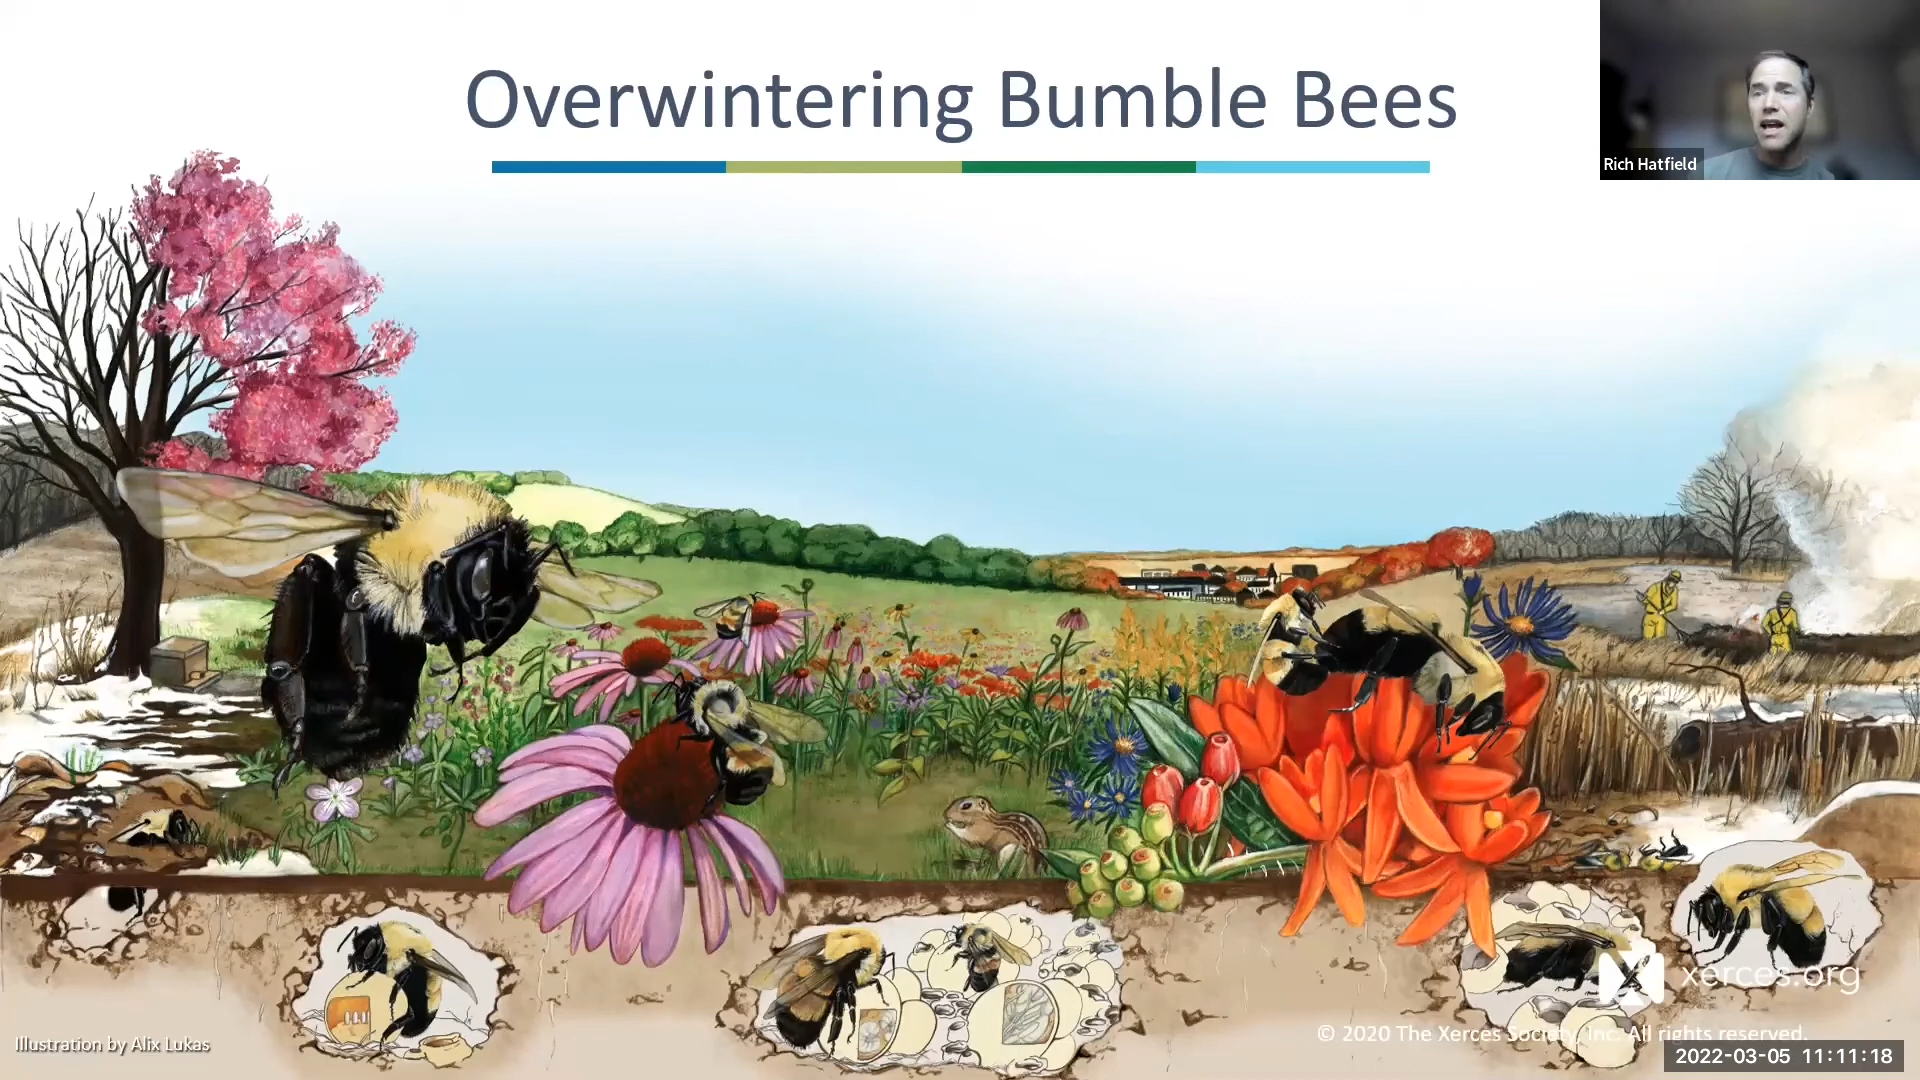 Overwintering Bumble Bees
Rich Hatfield
xerces.org
Illustration by Alix Lukas
© 2020 The Xerces Society, Inc. All rights reserved.
2022-03-05 11:11:18